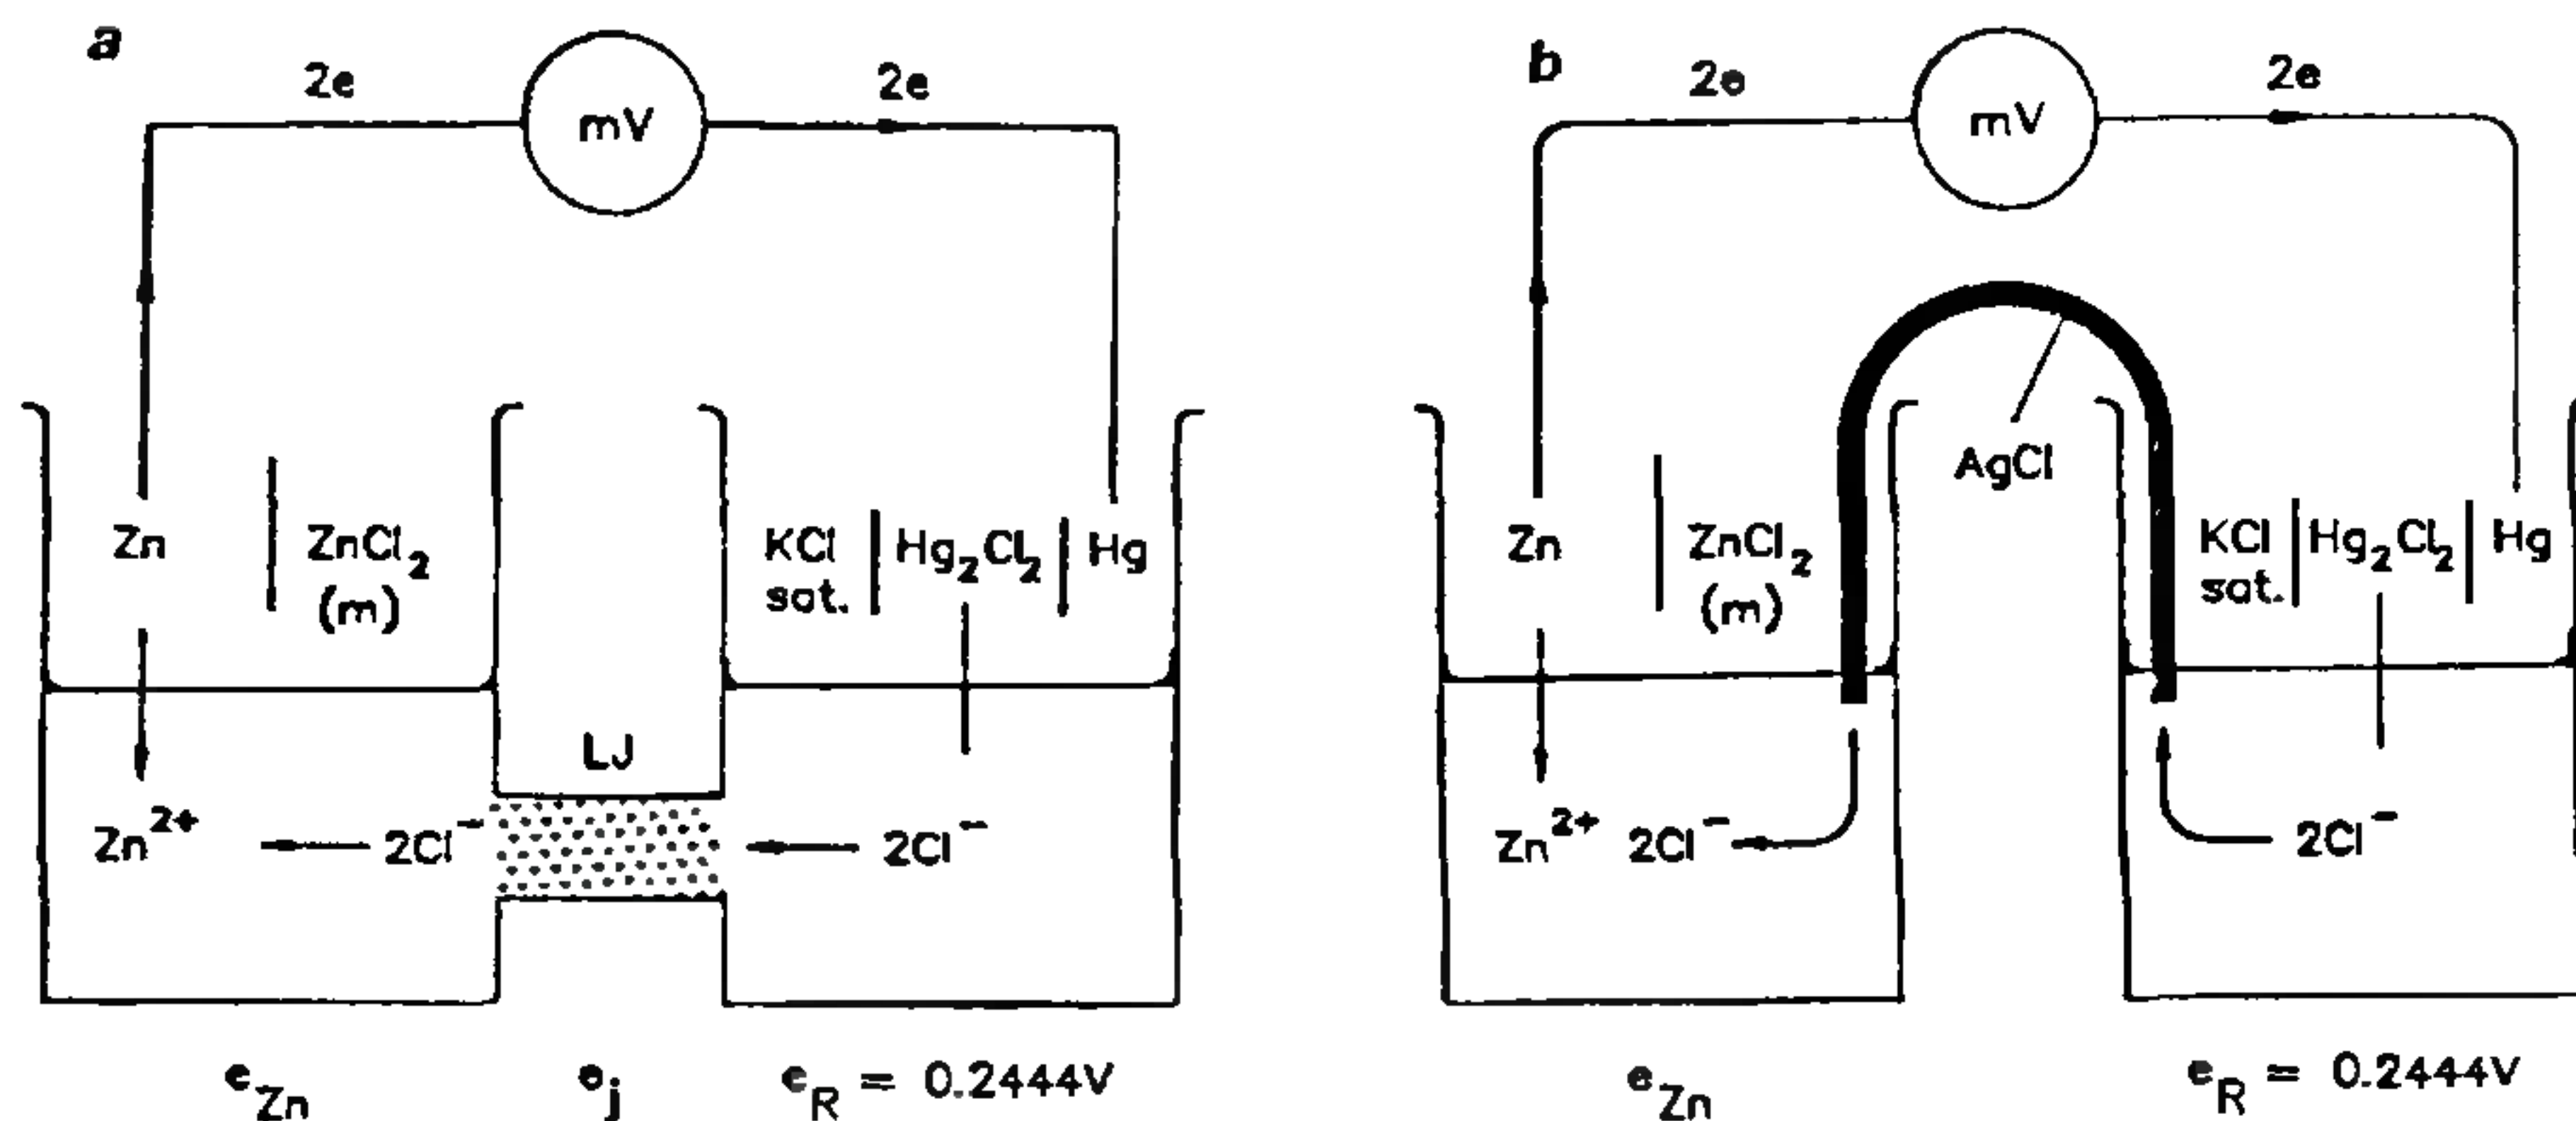 a
2e
mV
2e
Zn
ZnCl2
(m)
KCl
sat.
Hg2Cl2
Hg
LJ
Zn2+
2Cl−
2Cl−
eZn
ej
eR = 0.2444V
b
2e
mV
2e
AgCl
Zn
ZnCl2
(m)
KCl
sat.
Hg2Cl2
Hg
Zn2+
2Cl−
2Cl−
eZn
eR = 0.2444V